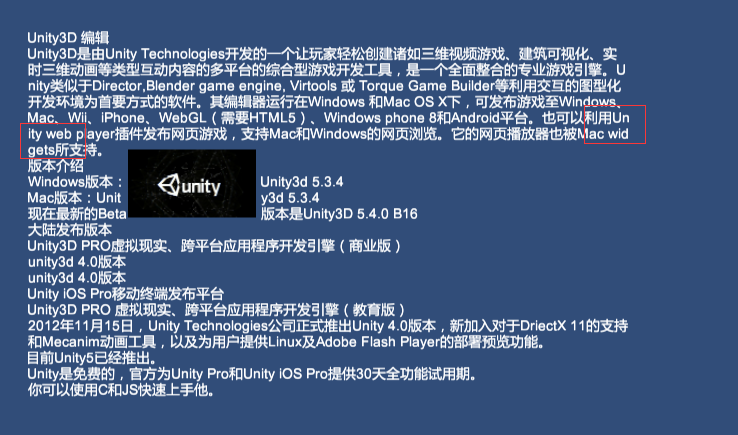 Unity3D 编辑
Unity3D是由Unity Technologies开发的一个让玩家轻松创建诸如三维视频游戏、建筑可视化、实
时三维动画等类型互动内容的多平台的综合型游戏开发工具，是一个全面整合的专业游戏引擎。U
nity类似于Director,Blender game engine, Virtools 或 Torque Game Builder等利用交互的图型化
开发环境为首要方式的软件。其编辑器运行在Windows 和Mac OS X下，可发布游戏至Windows、
Mac、Wii、iPhone、WebGL（需要HTML5）、Windows phone 8和Android平台。也可以利用Un
ity web player插件发布网页游戏，支持Mac和Windows的网页浏览。它的网页播放器也被Mac wid
gets所支持。
版本介绍
Windows版本： unity Unity3d 5.3.4
Mac版本：Unit y3d 5.3.4
现在最新的Beta 版本是Unity3D 5.4.0 B16
大陆发布版本
Unity3D PRO虚拟现实、跨平台应用程序开发引擎（商业版）
unity3d 4.0版本
unity3d 4.0版本
Unity iOS Pro移动终端发布平台
Unity3D PRO 虚拟现实、跨平台应用程序开发引擎（教育版）
2012年11月15日，Unity Technologies公司正式推出Unity 4.0版本，新加入对于DriectX 11的支持
和Mecanim动画工具，以及为用户提供Linux及Adobe Flash Player的部署预览功能。
目前Unity5已经推出。
Unity是免费的，官方为Unity Pro和Unity iOS Pro提供30天全功能试用期。
你可以使用C和JS快速上手他。